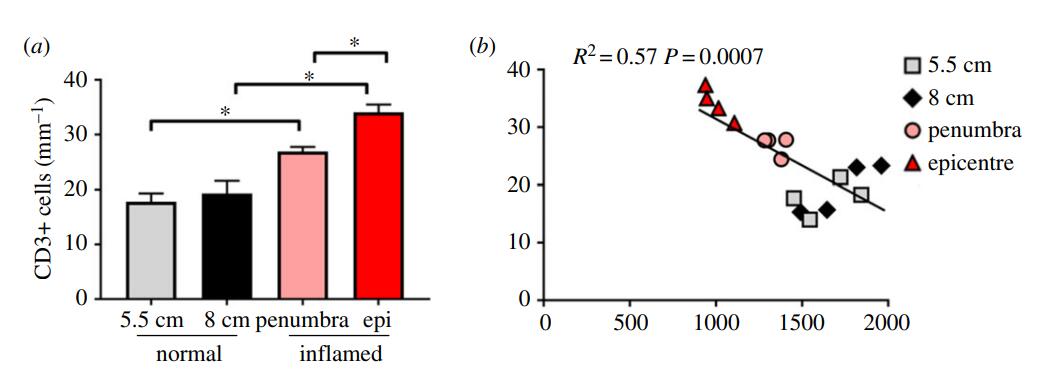 (a)
CD3+ cells (mm⁻¹)
40
30
20
10
0
*
*
*
5.5 cm 8 cm penumbra epi
normal inflamed
(b)
R² = 0.57 P = 0.0007
40
30
20
10
0
0 500 1000 1500 2000
5.5 cm
8 cm
penumbra
epicentre